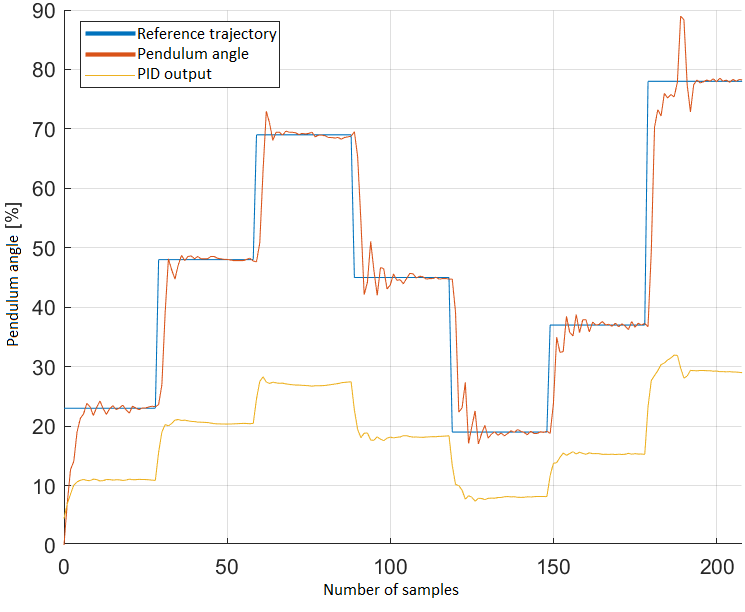 90
80
70
60
50
40
30
20
10
0
Pendulum angle [%]
Reference trajectory
Pendulum angle
PID output
0 50 100 150 200
Number of samples